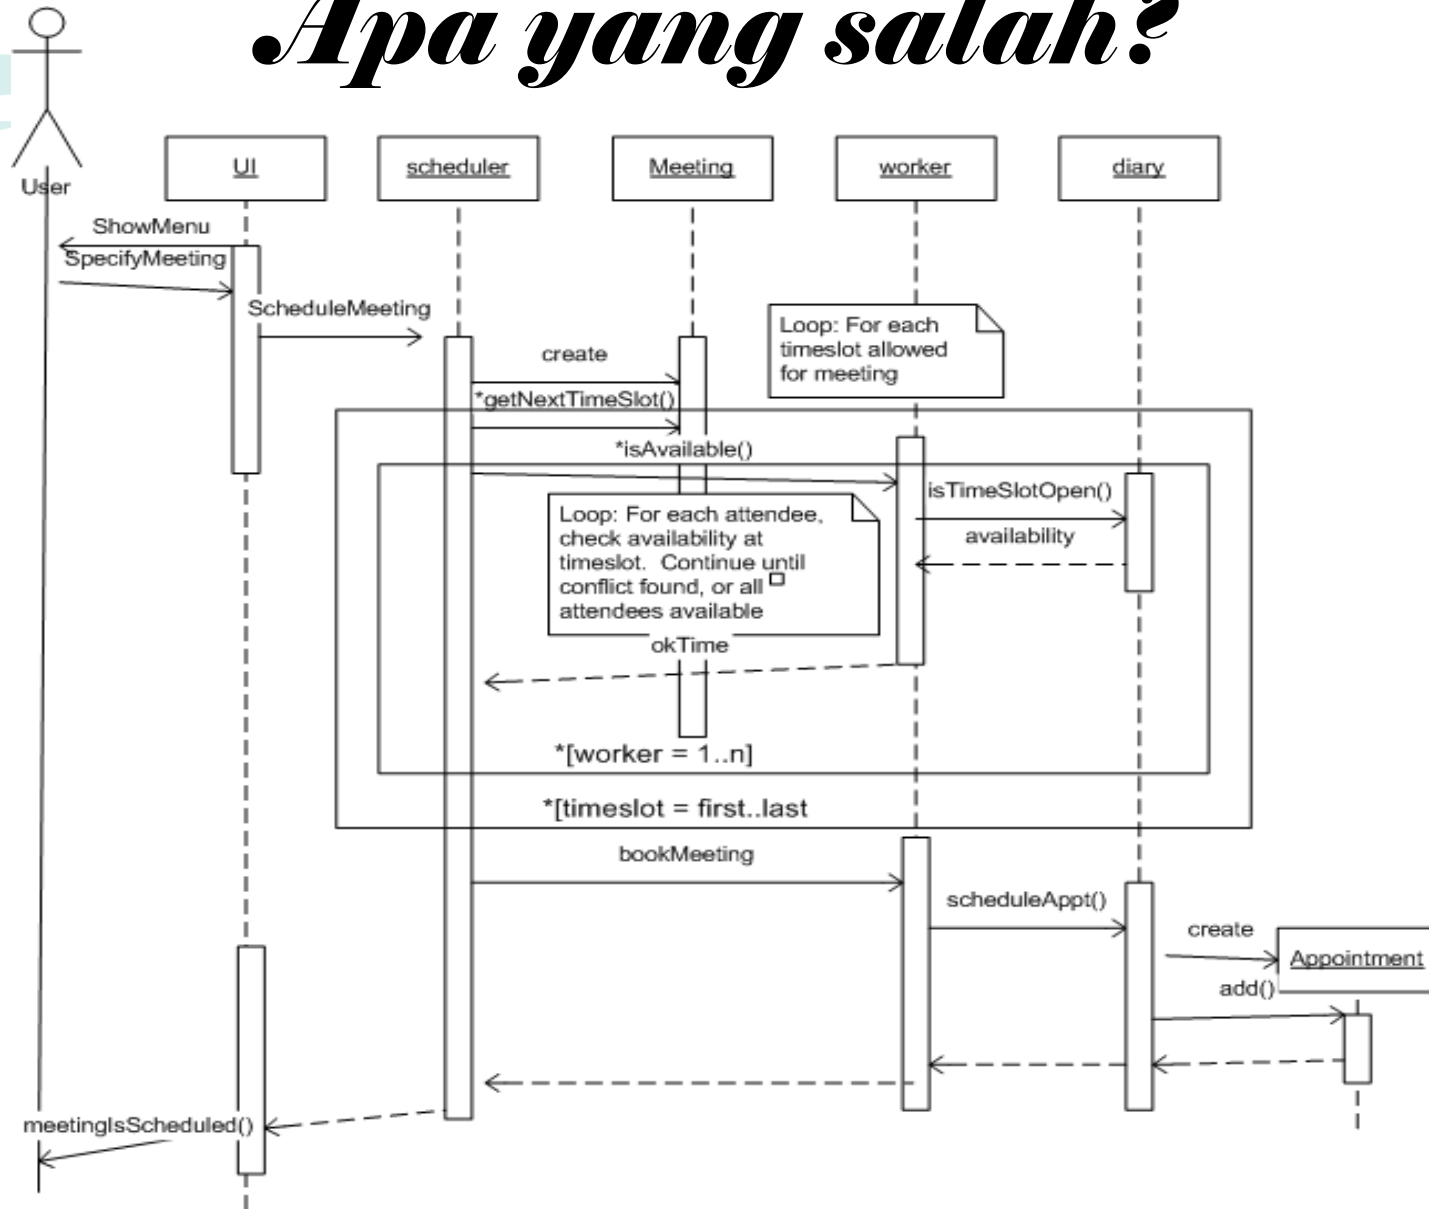 Apa yang salah?
User
UI
scheduler
Meeting
worker
diary
ShowMenu
SpecifyMeeting
ScheduleMeeting
Loop: For each
timeslot allowed
for meeting
create
*getNextTimeSlot()
*isAvailable()
isTimeSlotOpen()
Loop: For each attendee,
check availability at
timeslot. Continue until
conflict found, or all
attendees available
availability
okTime
*[worker = 1..n]
*[timeslot = first..last
bookMeeting
scheduleAppt()
create
Appointment
add()
meetingIsScheduled()